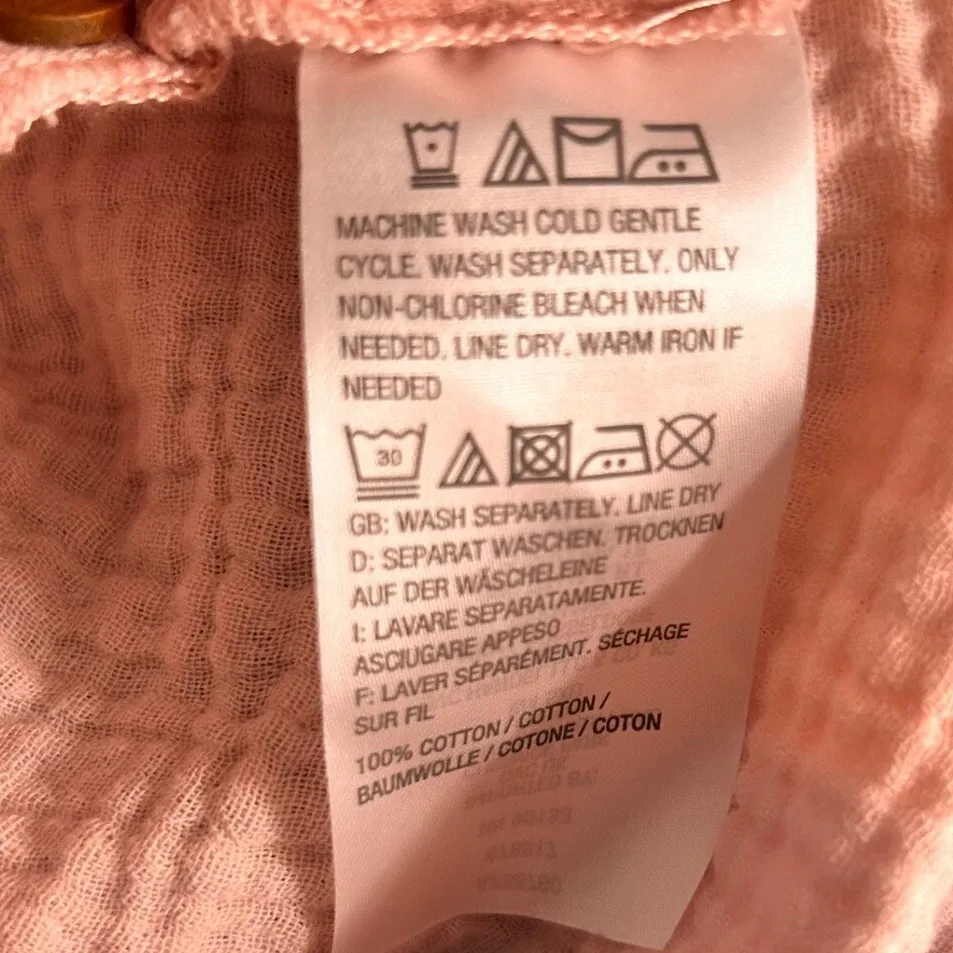 MACHINE WASH COLD GENTLE
CYCLE. WASH SEPARATELY. ONLY
NON-CHLORINE BLEACH WHEN
NEEDED. LINE DRY. WARM IRON IF
NEEDED
30
GB: WASH SEPARATELY. LINE DRY
D: SEPARAT WASCHEN. TROCKNEN
AUF DER WÄSCHELEINE
I: LAVARE SEPARATAMENTE.
ASCIUGARE APPESO
F: LAVER SÉPARÉMENT. SÉCHAGE
SUR FIL
100% COTTON / COTTON /
BAUMWOLLE / COTONE / COTON